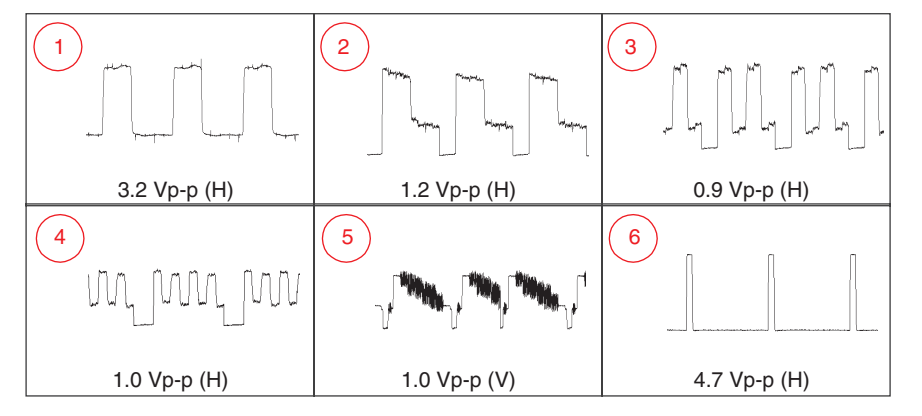 1
2
3
3.2 Vp-p (H)
1.2 Vp-p (H)
0.9 Vp-p (H)
4
5
6
1.0 Vp-p (H)
1.0 Vp-p (V)
4.7 Vp-p (H)